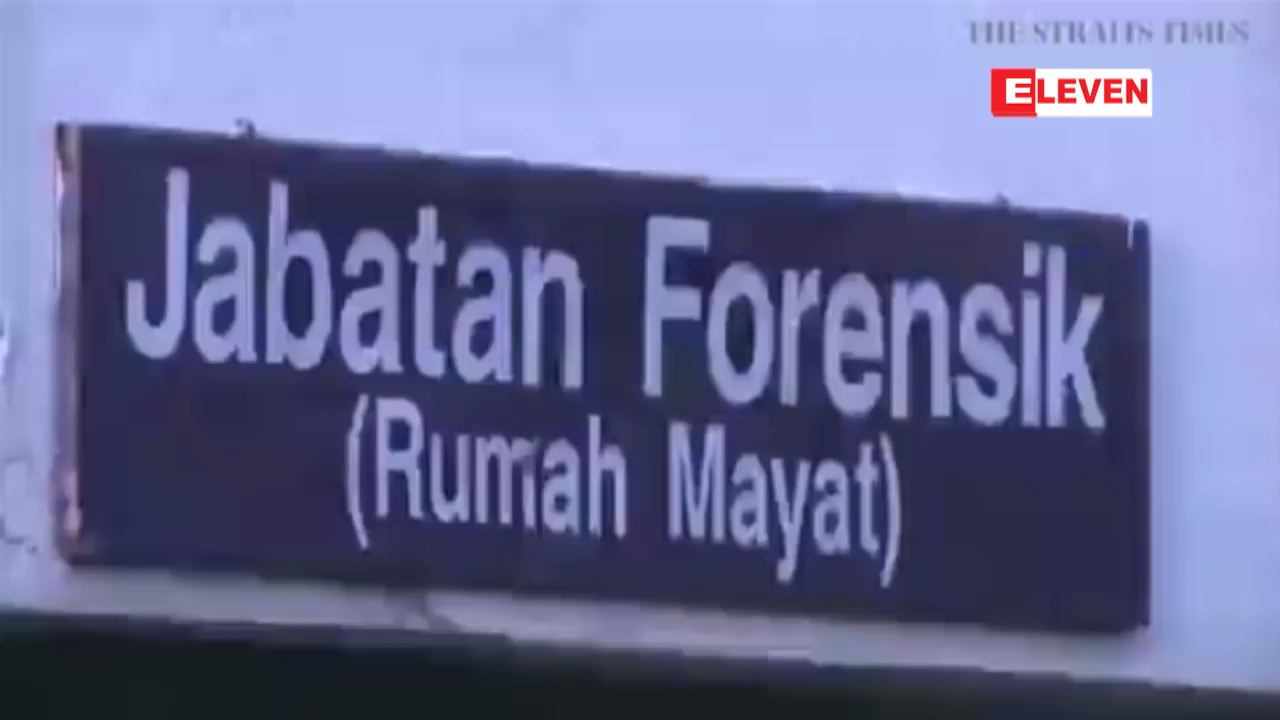 THE STRAITS TIMES
ELEVEN
Jabatan Forensik
(Rumah Mayat)